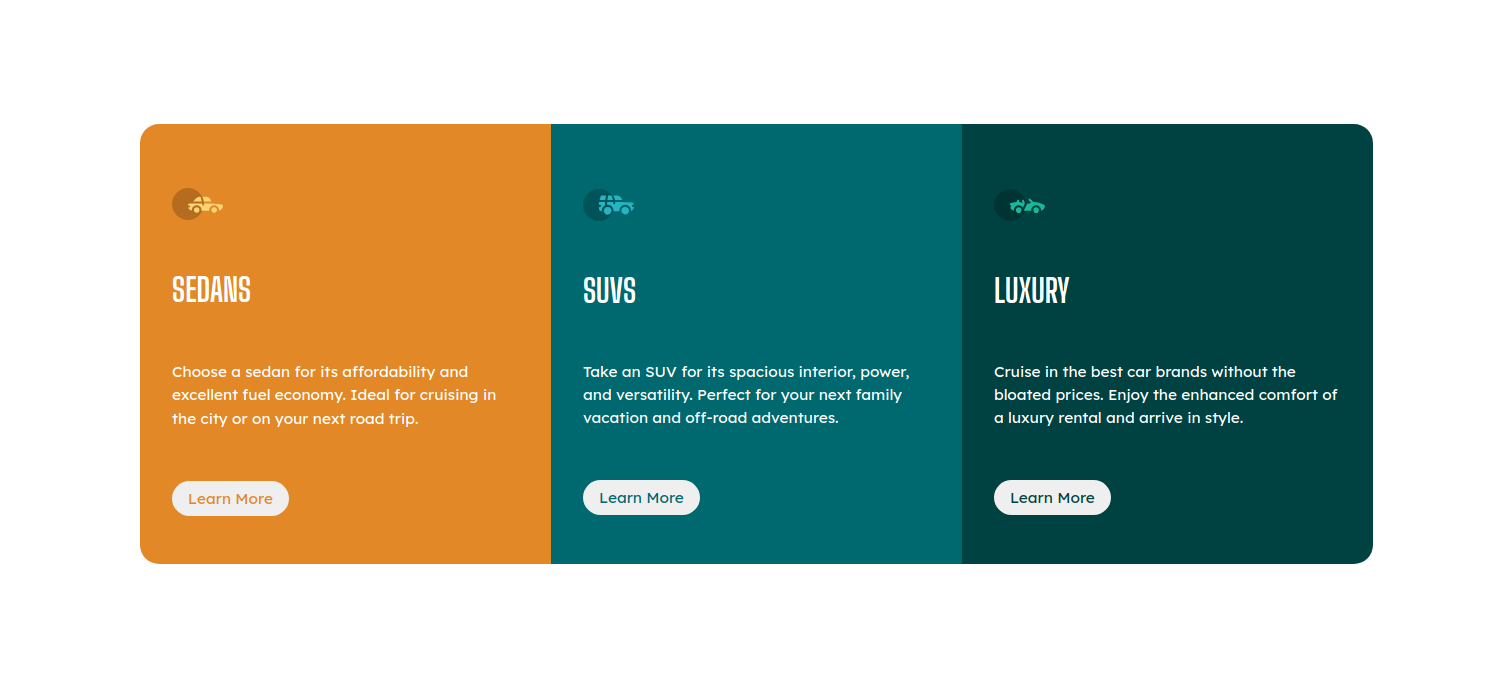 SEDANS
Choose a sedan for its affordability and
excellent fuel economy. Ideal for cruising in
the city or on your next road trip.
Learn More
SUVS
Take an SUV for its spacious interior, power,
and versatility. Perfect for your next family
vacation and off-road adventures.
Learn More
LUXURY
Cruise in the best car brands without the
bloated prices. Enjoy the enhanced comfort of
a luxury rental and arrive in style.
Learn More